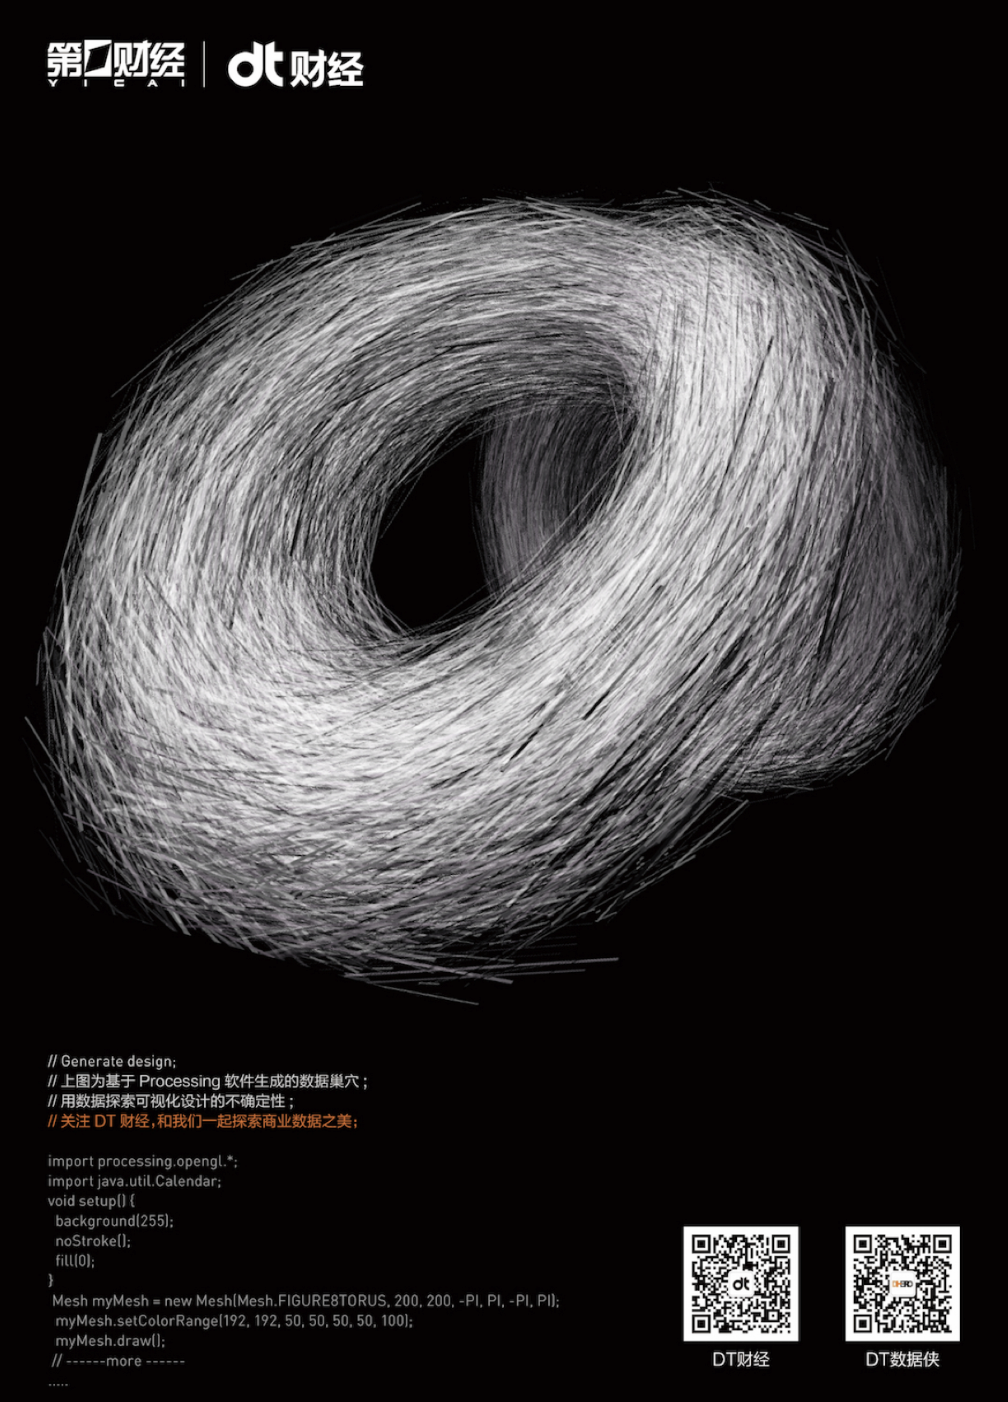 第一财经
YICAI
dt财经
// Generate design;
// 上图为基于 Processing 软件生成的数据巢穴 ;
// 用数据探索可视化设计的不确定性 ;
// 关注 DT 财经,和我们一起探索商业数据之美;
import processing.opengl.*;
import java.util.Calendar;
void setup() {
background(255);
noStroke();
fill(0);
}
Mesh myMesh = new Mesh(Mesh.FIGURE8TORUS, 200, 200, -PI, PI, -PI, PI);
myMesh.setColorRange(192, 192, 50, 50, 50, 50, 100);
myMesh.draw();
// ------more ------
.....
dt
DT财经
DT数据侠